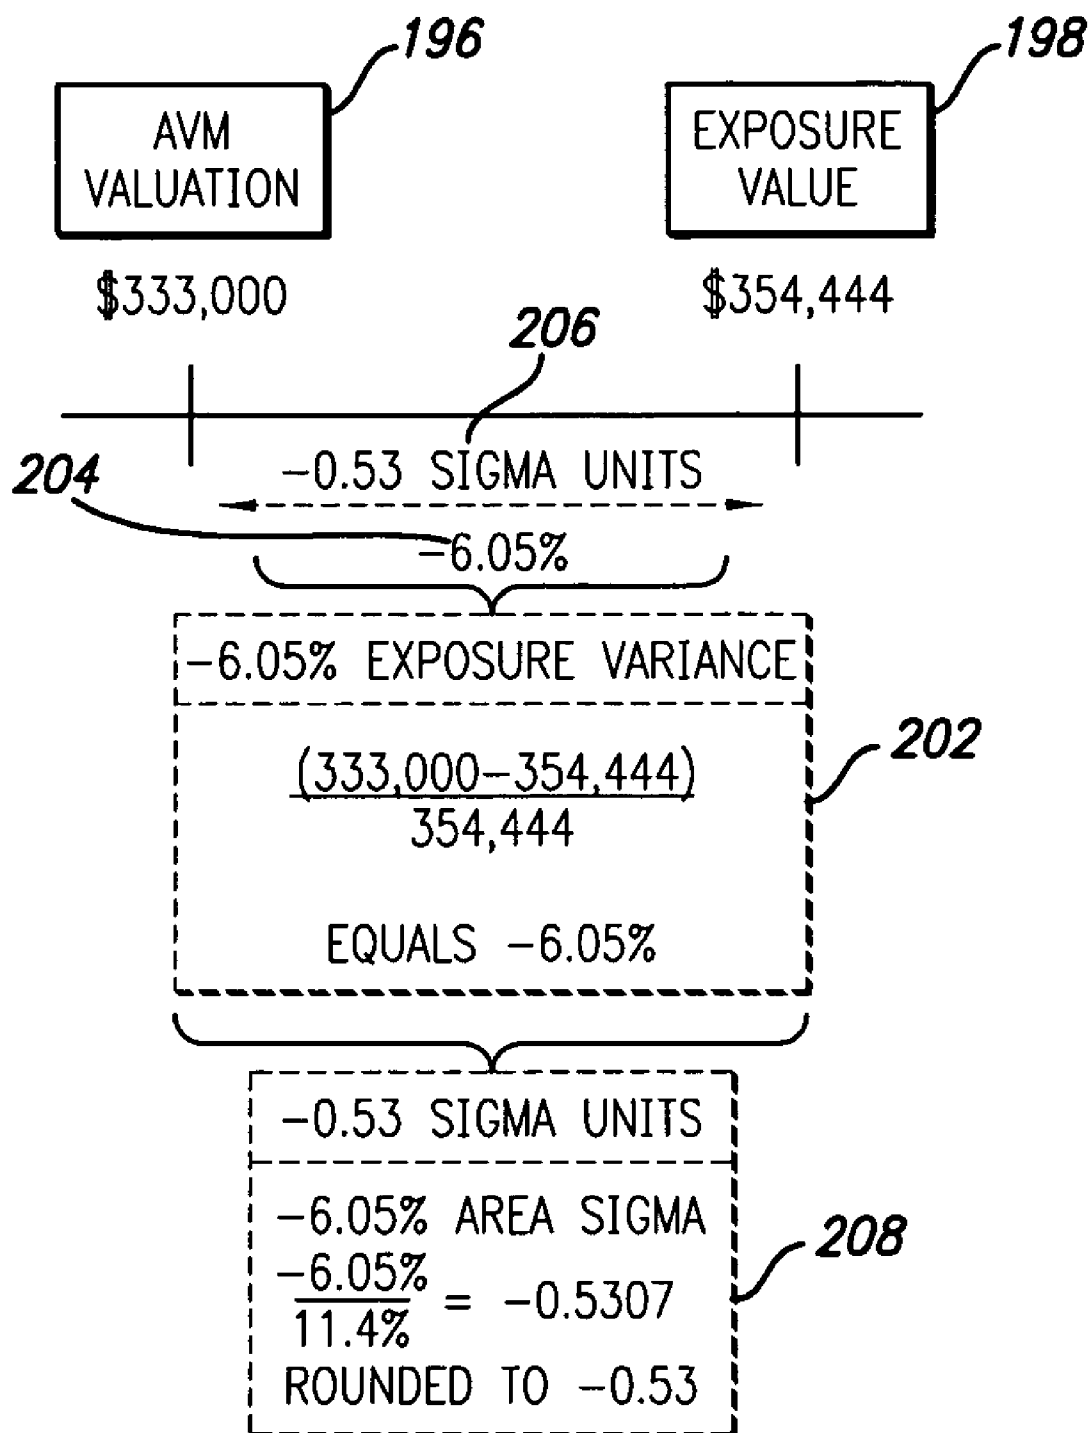 196
198
AVM
VALUATION
EXPOSURE
VALUE
$333,000
$354,444
206
-0.53 SIGMA UNITS
204
-6.05%
-6.05% EXPOSURE VARIANCE
202
(333,000-354,444)
354,444
EQUALS -6.05%
-0.53 SIGMA UNITS
-6.05% AREA SIGMA
208
-6.05%
11.4%
= -0.5307
ROUNDED TO -0.53